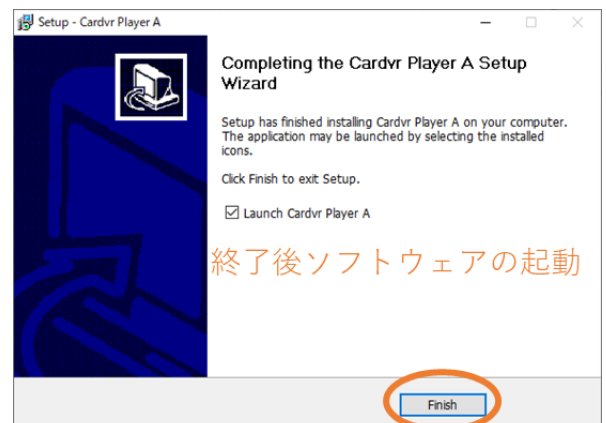 Setup - Cardvr Player A
Completing the Cardvr Player A Setup
Wizard
Setup has finished installing Cardvr Player A on your computer.
The application may be launched by selecting the installed
icons.
Click Finish to exit Setup.
Launch Cardvr Player A
終了後ソフトウェアの起動
Finish